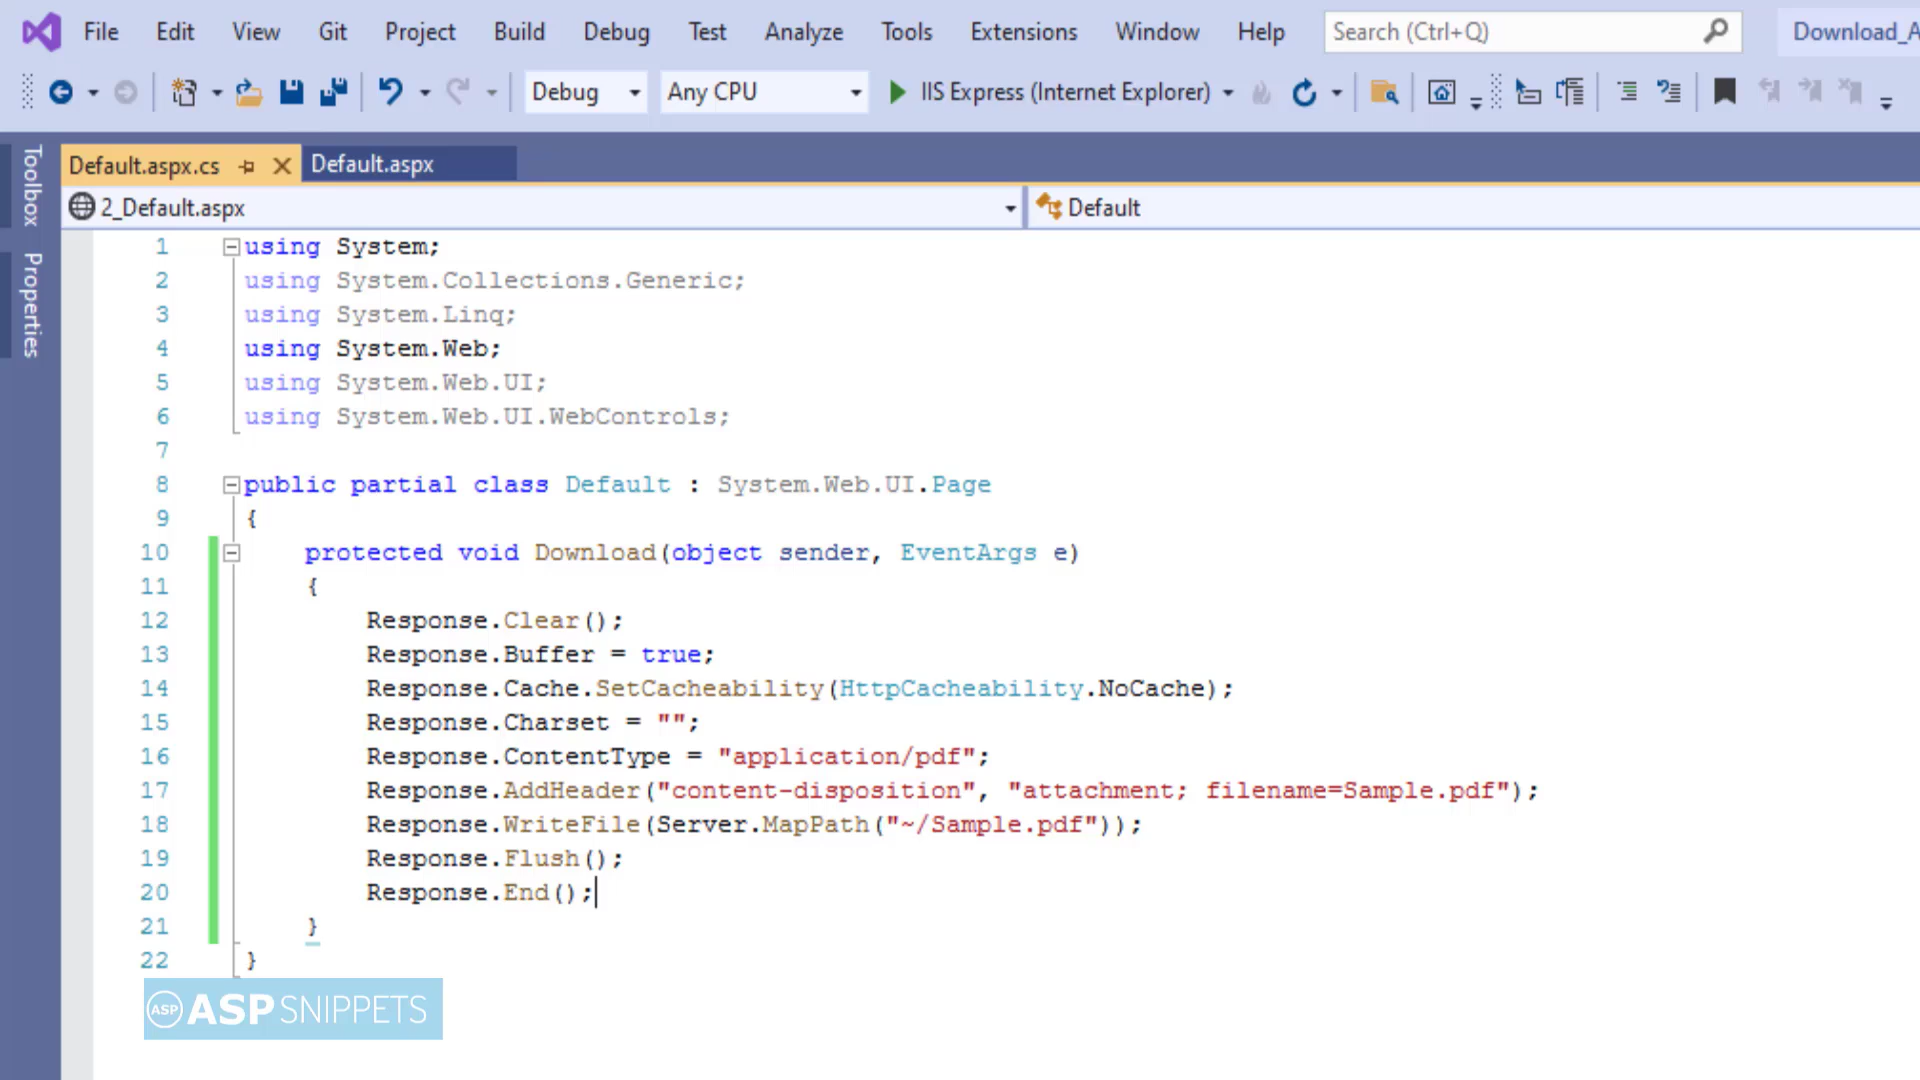 File Edit View Git Project Build Debug Test Analyze Tools Extensions Window Help Search (Ctrl+Q) Download_A
Debug Any CPU IIS Express (Internet Explorer)
Toolbox
Properties
Default.aspx.cs Default.aspx
2_Default.aspx Default
1 using System;
2 using System.Collections.Generic;
3 using System.Linq;
4 using System.Web;
5 using System.Web.UI;
6 using System.Web.UI.WebControls;
7
8 public partial class Default : System.Web.UI.Page
9 {
10 protected void Download(object sender, EventArgs e)
11 {
12 Response.Clear();
13 Response.Buffer = true;
14 Response.Cache.SetCacheability(HttpCacheability.NoCache);
15 Response.Charset = "";
16 Response.ContentType = "application/pdf";
17 Response.AddHeader("content-disposition", "attachment; filename=Sample.pdf");
18 Response.WriteFile(Server.MapPath("~/Sample.pdf"));
19 Response.Flush();
20 Response.End();
21 }
22 }
ASP ASP SNIPPETS